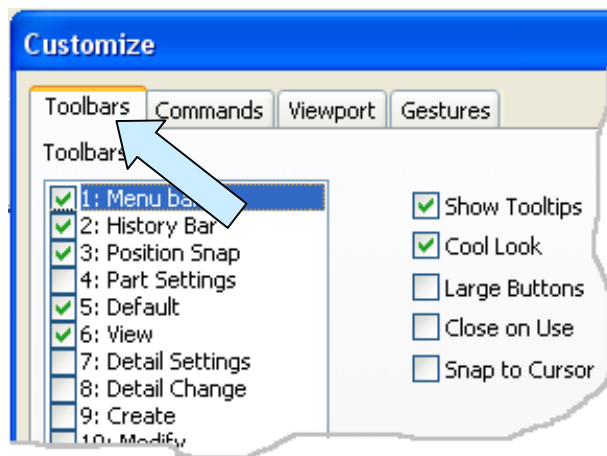 Customize
Toolbars Commands Viewport Gestures
Toolbars
1: Menu ba
2: History Bar
3: Position Snap
4: Part Settings
5: Default
6: View
7: Detail Settings
8: Detail Change
9: Create
10: Modify
Show Tooltips
Cool Look
Large Buttons
Close on Use
Snap to Cursor